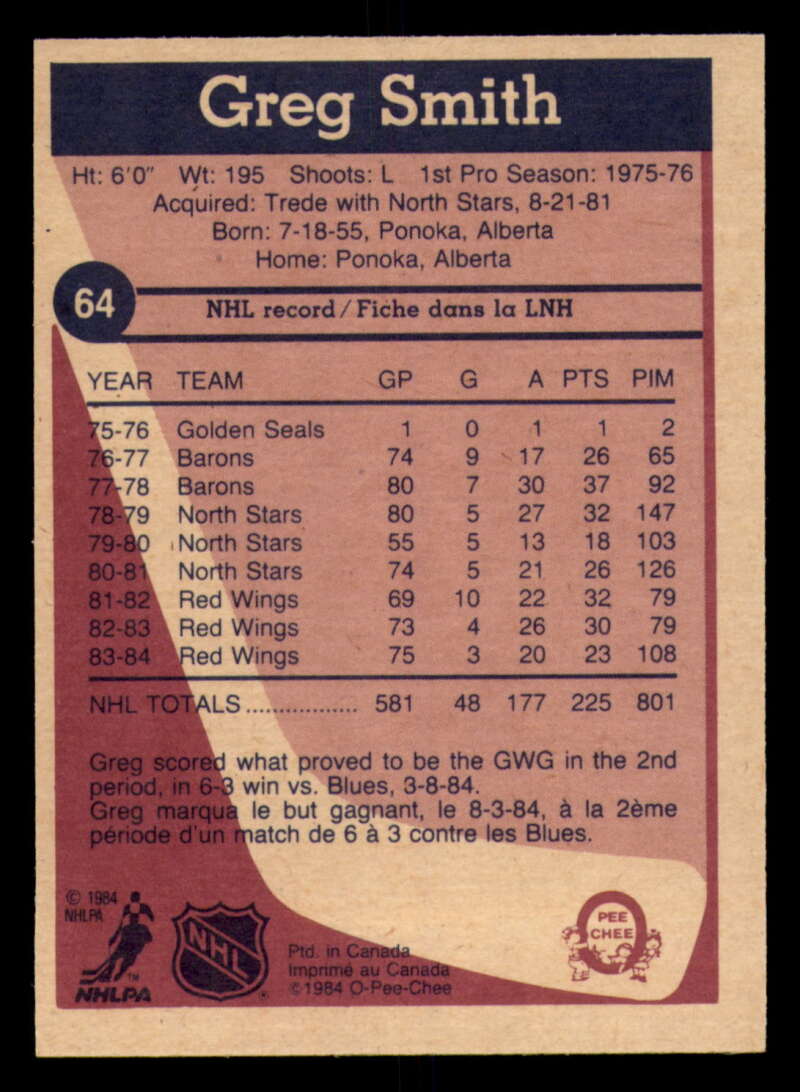 Greg Smith
Ht: 6'0" Wt: 195 Shoots: L 1st Pro Season: 1975-76
Acquired: Trede with North Stars, 8-21-81
Born: 7-18-55, Ponoka, Alberta
Home: Ponoka, Alberta
64 NHL record/Fiche dans la LNH
YEAR TEAM GP G A PTS PIM
75-76 Golden Seals 1 0 1 1 2
76-77 Barons 74 9 17 26 65
77-78 Barons 80 7 30 37 92
78-79 North Stars 80 5 27 32 147
79-80 North Stars 55 5 13 18 103
80-81 North Stars 74 5 21 26 126
81-82 Red Wings 69 10 22 32 79
82-83 Red Wings 73 4 26 30 79
83-84 Red Wings 75 3 20 23 108
NHL TOTALS ................. 581 48 177 225 801
Greg scored what proved to be the GWG in the 2nd
period, in 6-3 win vs. Blues, 3-8-84.
Greg marqua le but gagnant, le 8-3-84, à la 2ème
période d'un match de 6 à 3 contre les Blues.
© 1984
NHLPA
™
NHLPA
NHL
®
Ptd. in Canada
Imprimé au Canada
©1984 O-Pee-Chee
PEE
CHEE